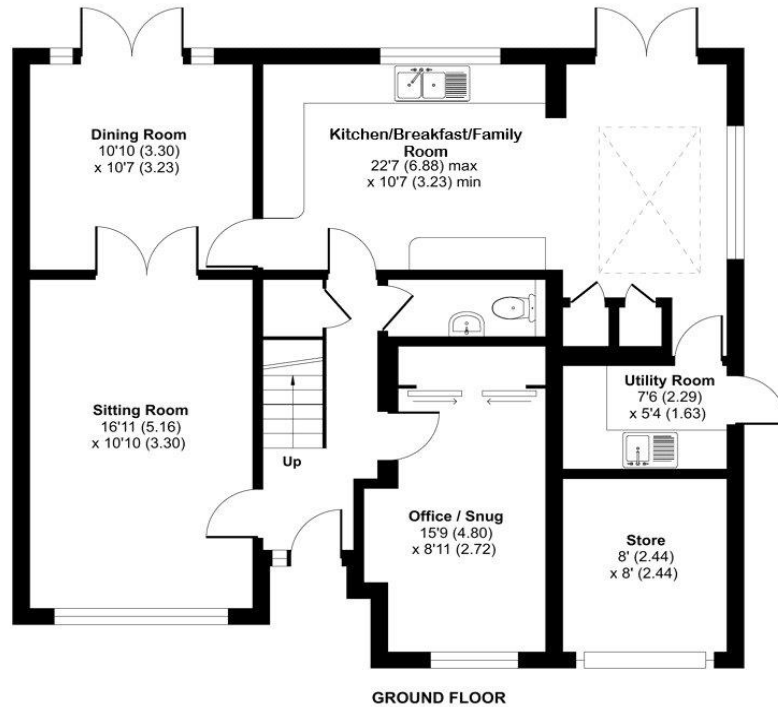 Dining Room
10'10 (3.30)
x 10'7 (3.23)
Kitchen/Breakfast/Family
Room
22'7 (6.88) max
x 10'7 (3.23) min
Sitting Room
16'11 (5.16)
x 10'10 (3.30)
Up
Office / Snug
15'9 (4.80)
x 8'11 (2.72)
Utility Room
7'6 (2.29)
x 5'4 (1.63)
Store
8' (2.44)
x 8' (2.44)
GROUND FLOOR